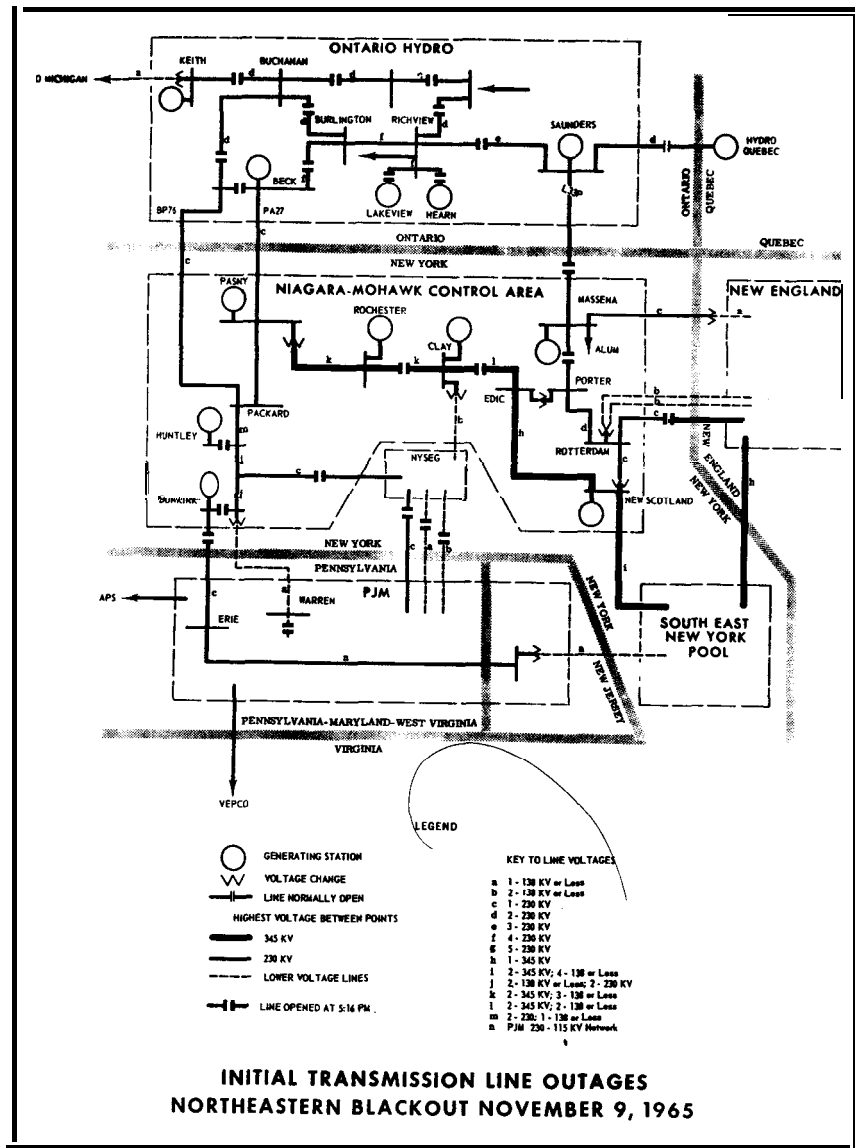 ONTARIO HYDRO
KEITH
BUCHANAN
MICHIGAN
a
d
d
BURLINGTON
RICHVIEW
SAUNDERS
d
d
f
e
d
HYDRO
QUEBEC
BECK
LAKEVIEW
HEARN
BP76
PA27
ONTARIO
QUEBEC
ONTARIO
QUEBEC
NEW YORK
c
c
PASNY
NIAGARA-MOHAWK CONTROL AREA
MASSENA
NEW ENGLAND
ROCHESTER
c
a
CLAY
ALUM
k
k
l
PORTER
EDIC
b
b
c
PACKARD
m
h
d
HUNTLEY
ROTTERDAM
NEW ENGLAND
NEW YORK
j
NYSEG
c
c
h
DUNKIRK
f
NEW SCOTLAND
NEW YORK
PENNSYLVANIA
c
a
b
i
PJM
APS
c
WARREN
ERIE
NEW YORK
NEW JERSEY
SOUTH EAST
NEW YORK
POOL
n
a
PENNSYLVANIA-MARYLAND-WEST VIRGINIA
VIRGINIA
VEPCO
LEGEND
GENERATING STATION
VOLTAGE CHANGE
LINE NORMALLY OPEN
HIGHEST VOLTAGE BETWEEN POINTS
345 KV
230 KV
LOWER VOLTAGE LINES
LINE OPENED AT 5:16 PM.
KEY TO LINE VOLTAGES
a 1 - 138 KV or Less
b 2 - 138 KV or Less
c 1 - 230 KV
d 2 - 230 KV
e 3 - 230 KV
f 4 - 230 KV
g 5 - 230 KV
h 1 - 345 KV
i 2 - 345 KV; 4 - 138 or Less
j 2 - 138 KV or Less; 2 - 230 KV
k 2 - 345 KV; 3 - 138 or Less
l 2 - 345 KV; 2 - 138 or Less
m 2 - 230; 1 - 138 or Less
n PJM 230 - 115 KV Network
INITIAL TRANSMISSION LINE OUTAGES
NORTHEASTERN BLACKOUT NOVEMBER 9, 1965